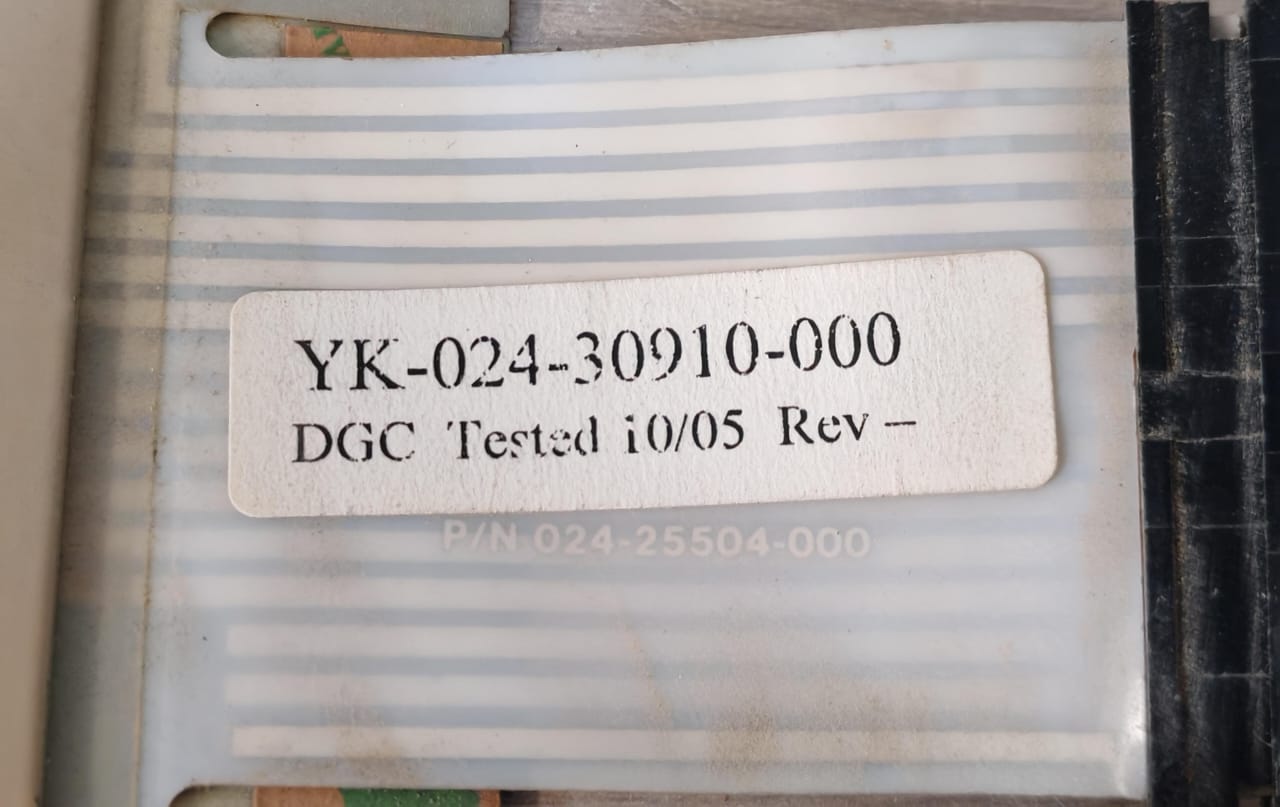 YK-024-30910-000
DGC Tested 10/05 Rev –
P/N 024-25504-000